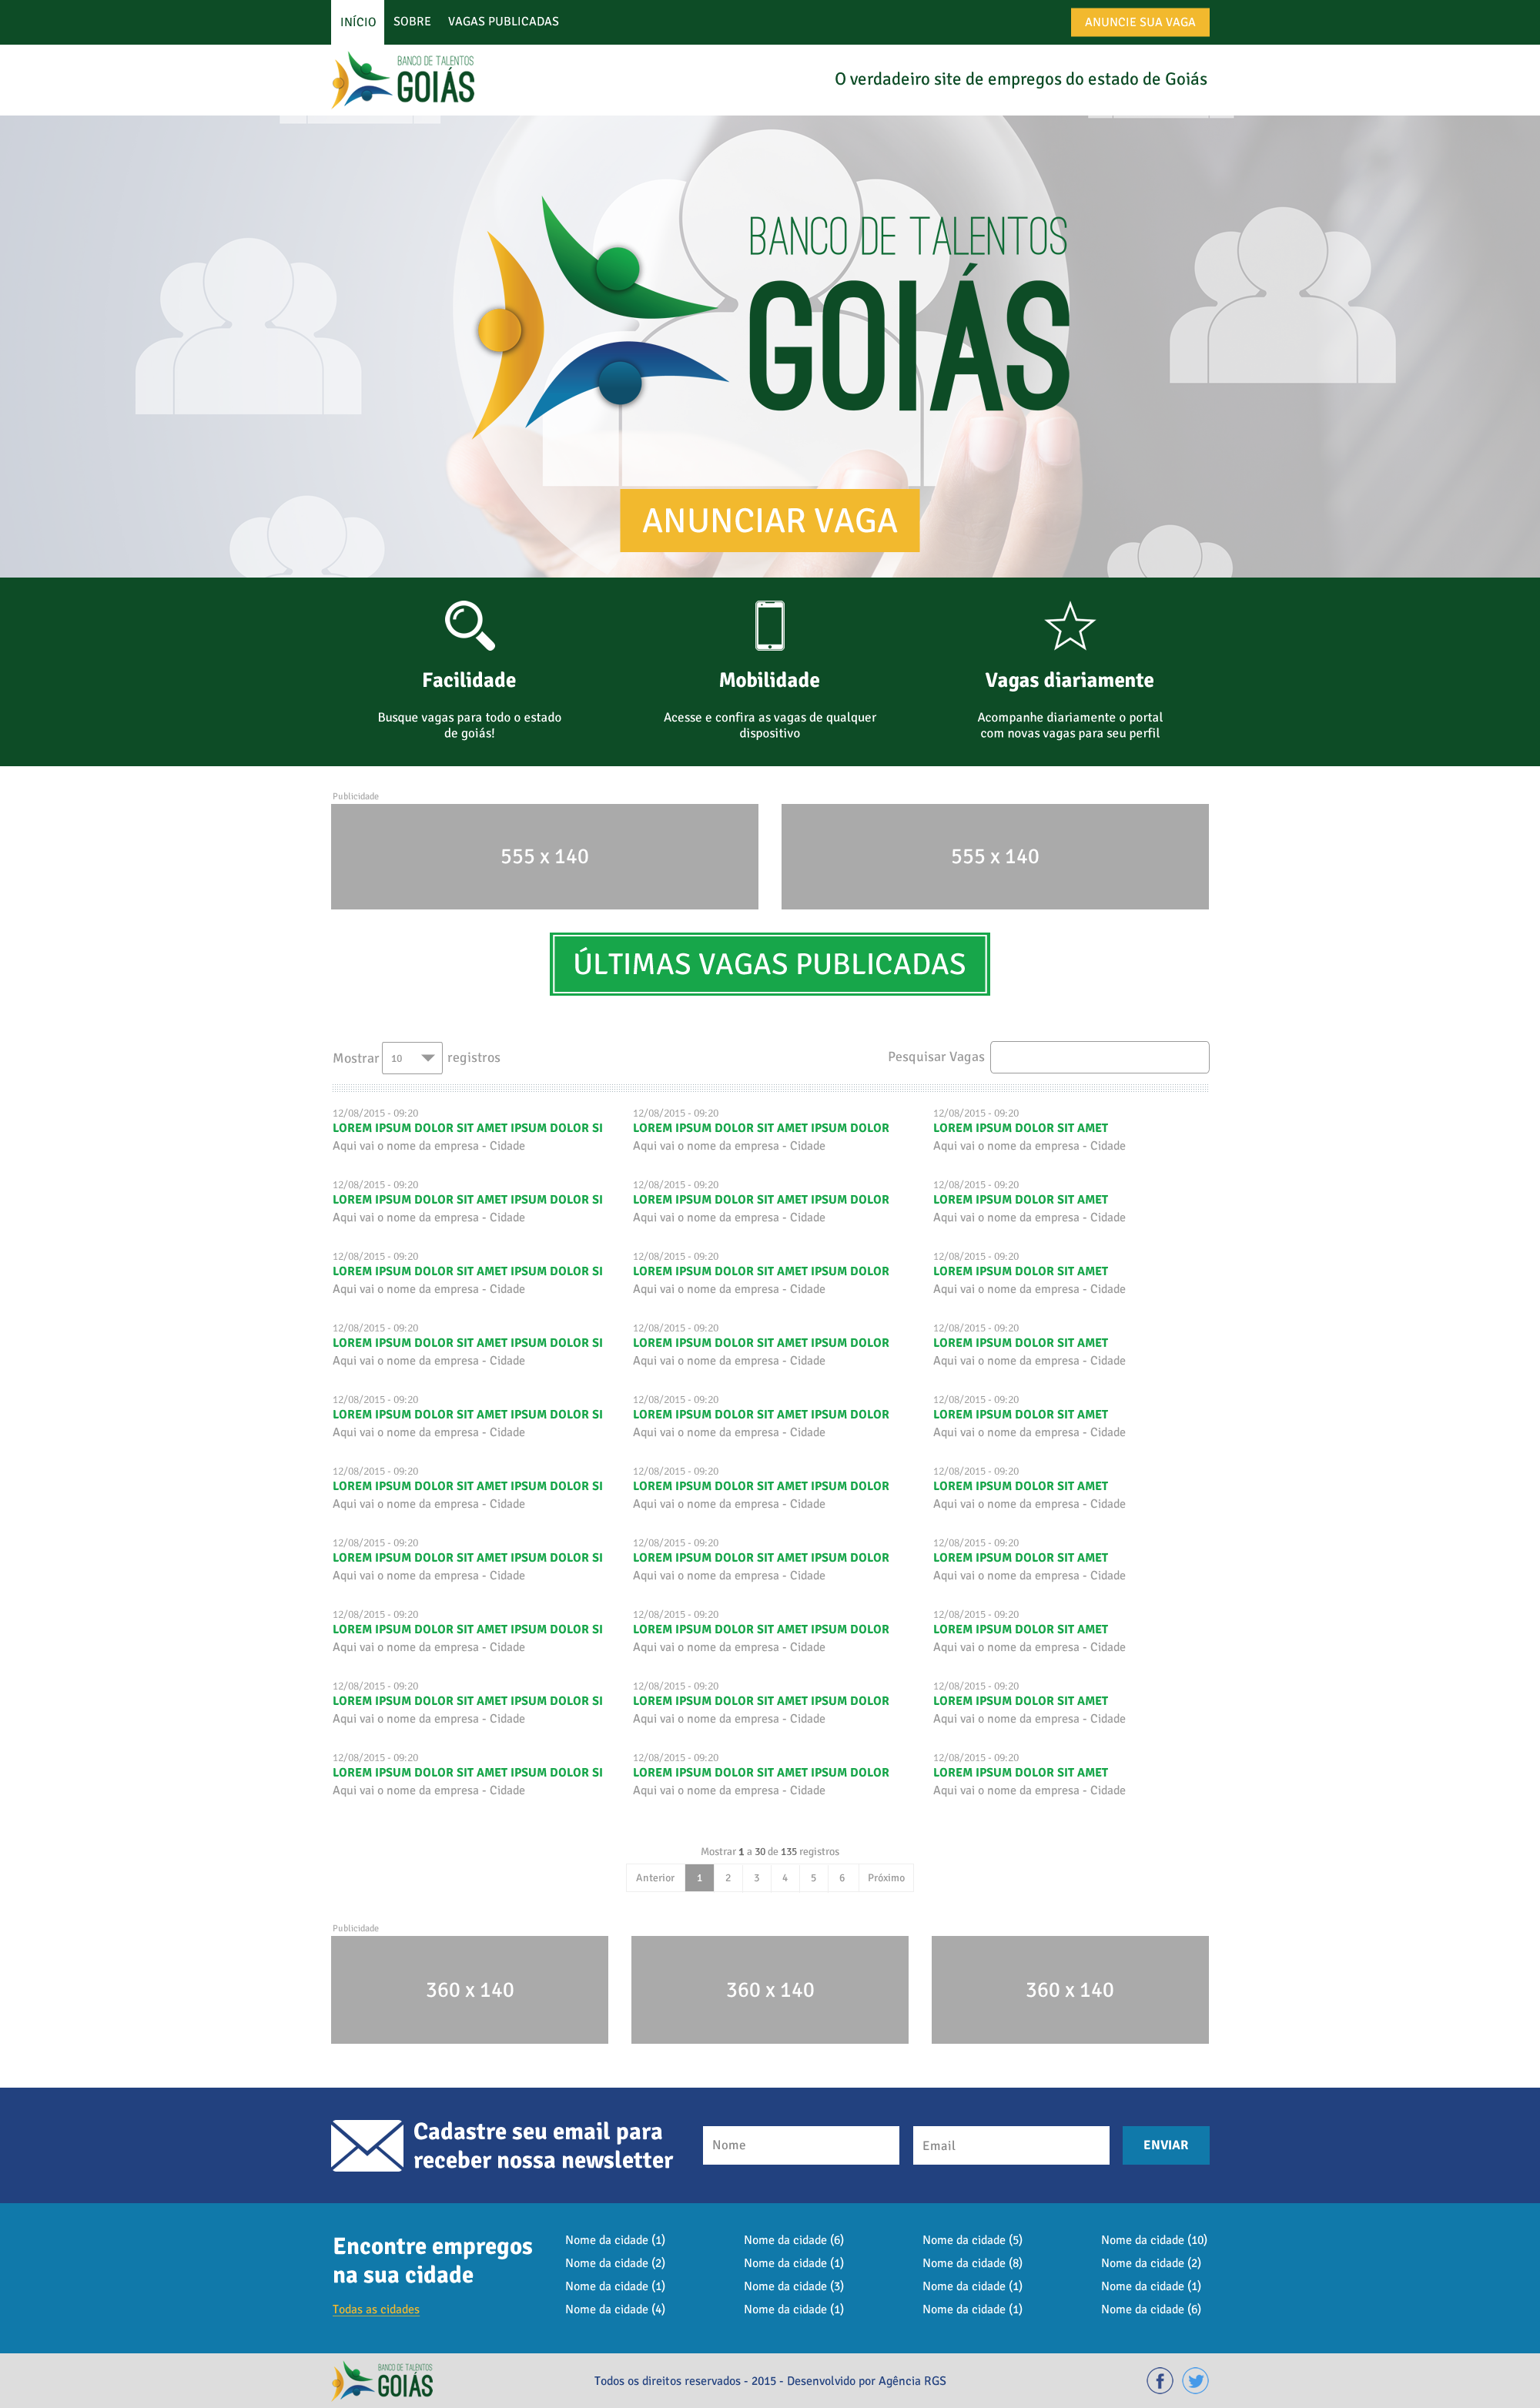 INÍCIO SOBRE VAGAS PUBLICADAS ANUNCIE SUA VAGA
BANCO DE TALENTOS
GOIÁS
O verdadeiro site de empregos do estado de Goiás
BANCO DE TALENTOS
GOIÁS
ANUNCIAR VAGA
Facilidade
Busque vagas para todo o estado
de goiás!
Mobilidade
Acesse e confira as vagas de qualquer
dispositivo
Vagas diariamente
Acompanhe diariamente o portal
com novas vagas para seu perfil
Publicidade
555 x 140 555 x 140
ÚLTIMAS VAGAS PUBLICADAS
Mostrar 10 registros Pesquisar Vagas
12/08/2015 - 09:20 12/08/2015 - 09:20 12/08/2015 - 09:20
LOREM IPSUM DOLOR SIT AMET IPSUM DOLOR SI LOREM IPSUM DOLOR SIT AMET IPSUM DOLOR LOREM IPSUM DOLOR SIT AMET
Aqui vai o nome da empresa - Cidade Aqui vai o nome da empresa - Cidade Aqui vai o nome da empresa - Cidade
12/08/2015 - 09:20 12/08/2015 - 09:20 12/08/2015 - 09:20
LOREM IPSUM DOLOR SIT AMET IPSUM DOLOR SI LOREM IPSUM DOLOR SIT AMET IPSUM DOLOR LOREM IPSUM DOLOR SIT AMET
Aqui vai o nome da empresa - Cidade Aqui vai o nome da empresa - Cidade Aqui vai o nome da empresa - Cidade
12/08/2015 - 09:20 12/08/2015 - 09:20 12/08/2015 - 09:20
LOREM IPSUM DOLOR SIT AMET IPSUM DOLOR SI LOREM IPSUM DOLOR SIT AMET IPSUM DOLOR LOREM IPSUM DOLOR SIT AMET
Aqui vai o nome da empresa - Cidade Aqui vai o nome da empresa - Cidade Aqui vai o nome da empresa - Cidade
12/08/2015 - 09:20 12/08/2015 - 09:20 12/08/2015 - 09:20
LOREM IPSUM DOLOR SIT AMET IPSUM DOLOR SI LOREM IPSUM DOLOR SIT AMET IPSUM DOLOR LOREM IPSUM DOLOR SIT AMET
Aqui vai o nome da empresa - Cidade Aqui vai o nome da empresa - Cidade Aqui vai o nome da empresa - Cidade
12/08/2015 - 09:20 12/08/2015 - 09:20 12/08/2015 - 09:20
LOREM IPSUM DOLOR SIT AMET IPSUM DOLOR SI LOREM IPSUM DOLOR SIT AMET IPSUM DOLOR LOREM IPSUM DOLOR SIT AMET
Aqui vai o nome da empresa - Cidade Aqui vai o nome da empresa - Cidade Aqui vai o nome da empresa - Cidade
12/08/2015 - 09:20 12/08/2015 - 09:20 12/08/2015 - 09:20
LOREM IPSUM DOLOR SIT AMET IPSUM DOLOR SI LOREM IPSUM DOLOR SIT AMET IPSUM DOLOR LOREM IPSUM DOLOR SIT AMET
Aqui vai o nome da empresa - Cidade Aqui vai o nome da empresa - Cidade Aqui vai o nome da empresa - Cidade
12/08/2015 - 09:20 12/08/2015 - 09:20 12/08/2015 - 09:20
LOREM IPSUM DOLOR SIT AMET IPSUM DOLOR SI LOREM IPSUM DOLOR SIT AMET IPSUM DOLOR LOREM IPSUM DOLOR SIT AMET
Aqui vai o nome da empresa - Cidade Aqui vai o nome da empresa - Cidade Aqui vai o nome da empresa - Cidade
12/08/2015 - 09:20 12/08/2015 - 09:20 12/08/2015 - 09:20
LOREM IPSUM DOLOR SIT AMET IPSUM DOLOR SI LOREM IPSUM DOLOR SIT AMET IPSUM DOLOR LOREM IPSUM DOLOR SIT AMET
Aqui vai o nome da empresa - Cidade Aqui vai o nome da empresa - Cidade Aqui vai o nome da empresa - Cidade
12/08/2015 - 09:20 12/08/2015 - 09:20 12/08/2015 - 09:20
LOREM IPSUM DOLOR SIT AMET IPSUM DOLOR SI LOREM IPSUM DOLOR SIT AMET IPSUM DOLOR LOREM IPSUM DOLOR SIT AMET
Aqui vai o nome da empresa - Cidade Aqui vai o nome da empresa - Cidade Aqui vai o nome da empresa - Cidade
12/08/2015 - 09:20 12/08/2015 - 09:20 12/08/2015 - 09:20
LOREM IPSUM DOLOR SIT AMET IPSUM DOLOR SI LOREM IPSUM DOLOR SIT AMET IPSUM DOLOR LOREM IPSUM DOLOR SIT AMET
Aqui vai o nome da empresa - Cidade Aqui vai o nome da empresa - Cidade Aqui vai o nome da empresa - Cidade
Mostrar 1 a 30 de 135 registros
Anterior 1 2 3 4 5 6 Próximo
Publicidade
360 x 140 360 x 140 360 x 140
Cadastre seu email para
receber nossa newsletter
Nome Email ENVIAR
Encontre empregos
na sua cidade
Todas as cidades
Nome da cidade (1) Nome da cidade (6) Nome da cidade (5) Nome da cidade (10)
Nome da cidade (2) Nome da cidade (1) Nome da cidade (8) Nome da cidade (2)
Nome da cidade (1) Nome da cidade (3) Nome da cidade (1) Nome da cidade (1)
Nome da cidade (4) Nome da cidade (1) Nome da cidade (1) Nome da cidade (6)
BANCO DE TALENTOS
GOIÁS
Todos os direitos reservados - 2015 - Desenvolvido por Agência RGS